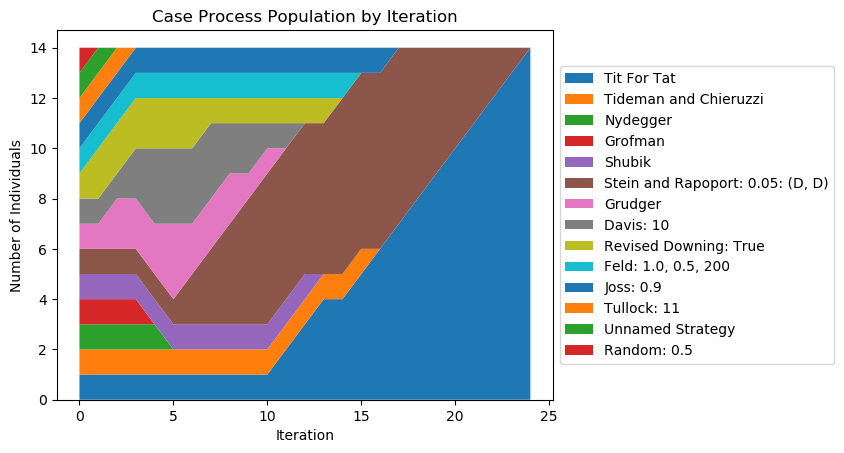 Case Process Population by Iteration
Number of Individuals
14
12
10
8
6
4
2
0
0
5
10
15
20
25
Iteration
Tit For Tat
Tideman and Chieruzzi
Nydegger
Grofman
Shubik
Stein and Rapoport: 0.05: (D, D)
Grudger
Davis: 10
Revised Downing: True
Feld: 1.0, 0.5, 200
Joss: 0.9
Tullock: 11
Unnamed Strategy
Random: 0.5